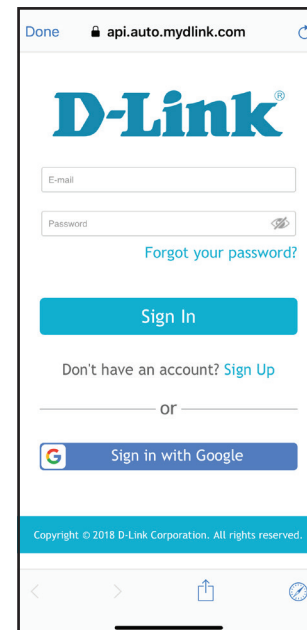 Done api.auto.mydlink.com
D-Link®
E-mail
Password
Forgot your password?
Sign In
Don't have an account? Sign Up
or
G Sign in with Google
Copyright © 2018 D-Link Corporation. All rights reserved.